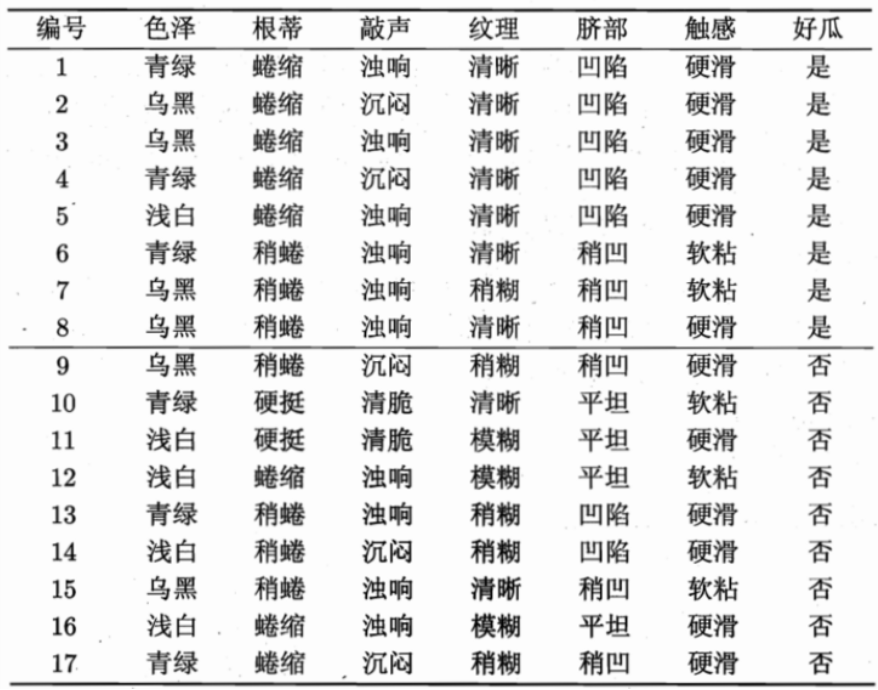 编号 色泽 根蒂 敲声 纹理 脐部 触感 好瓜
1 青绿 蜷缩 浊响 清晰 凹陷 硬滑 是
2 乌黑 蜷缩 沉闷 清晰 凹陷 硬滑 是
3 乌黑 蜷缩 浊响 清晰 凹陷 硬滑 是
4 青绿 蜷缩 沉闷 清晰 凹陷 硬滑 是
5 浅白 蜷缩 浊响 清晰 凹陷 硬滑 是
6 青绿 稍蜷 浊响 清晰 稍凹 软粘 是
7 乌黑 稍蜷 浊响 稍糊 稍凹 软粘 是
8 乌黑 稍蜷 浊响 清晰 稍凹 硬滑 是
9 乌黑 稍蜷 沉闷 稍糊 稍凹 硬滑 否
10 青绿 硬挺 清脆 清晰 平坦 软粘 否
11 浅白 硬挺 清脆 模糊 平坦 硬滑 否
12 浅白 蜷缩 浊响 模糊 平坦 软粘 否
13 青绿 稍蜷 浊响 稍糊 凹陷 硬滑 否
14 浅白 稍蜷 沉闷 稍糊 凹陷 硬滑 否
15 乌黑 稍蜷 浊响 清晰 稍凹 软粘 否
16 浅白 蜷缩 浊响 模糊 平坦 硬滑 否
17 青绿 蜷缩 沉闷 稍糊 稍凹 硬滑 否